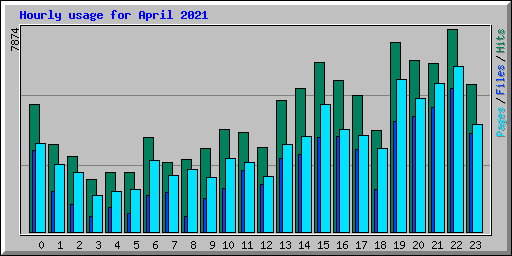 Hourly usage for April 2021
7874
Pages / Files / Hits
0 1 2 3 4 5 6 7 8 9 10 11 12 13 14 15 16 17 18 19 20 21 22 23